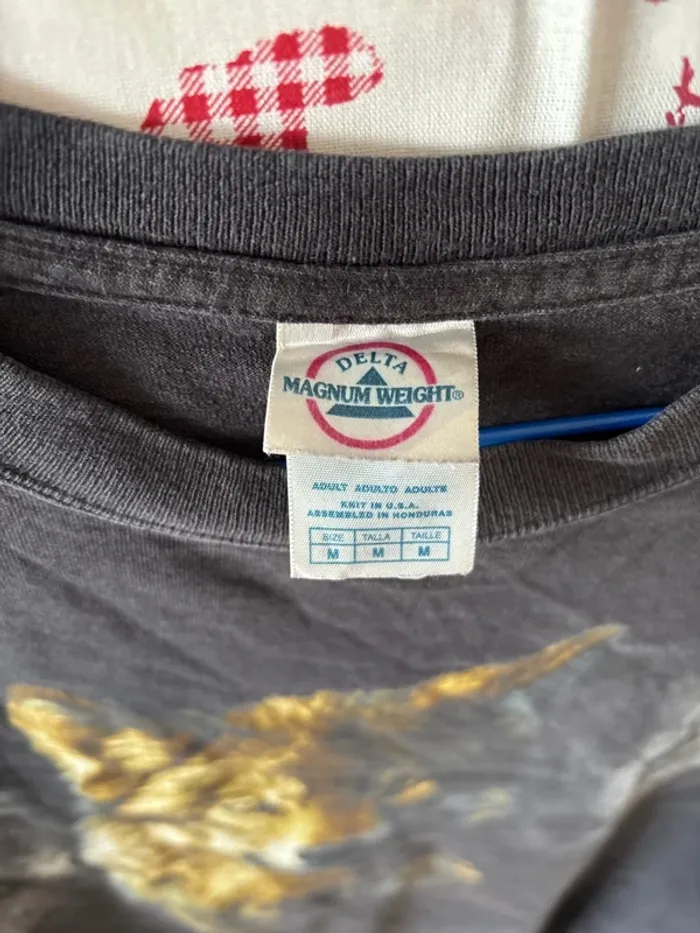 DELTA
MAGNUM WEIGHT®
ADULT ADULTO ADULTE
KNIT IN U.S.A.
ASSEMBLED IN HONDURAS
SIZE TALLA TAILLE
M M M